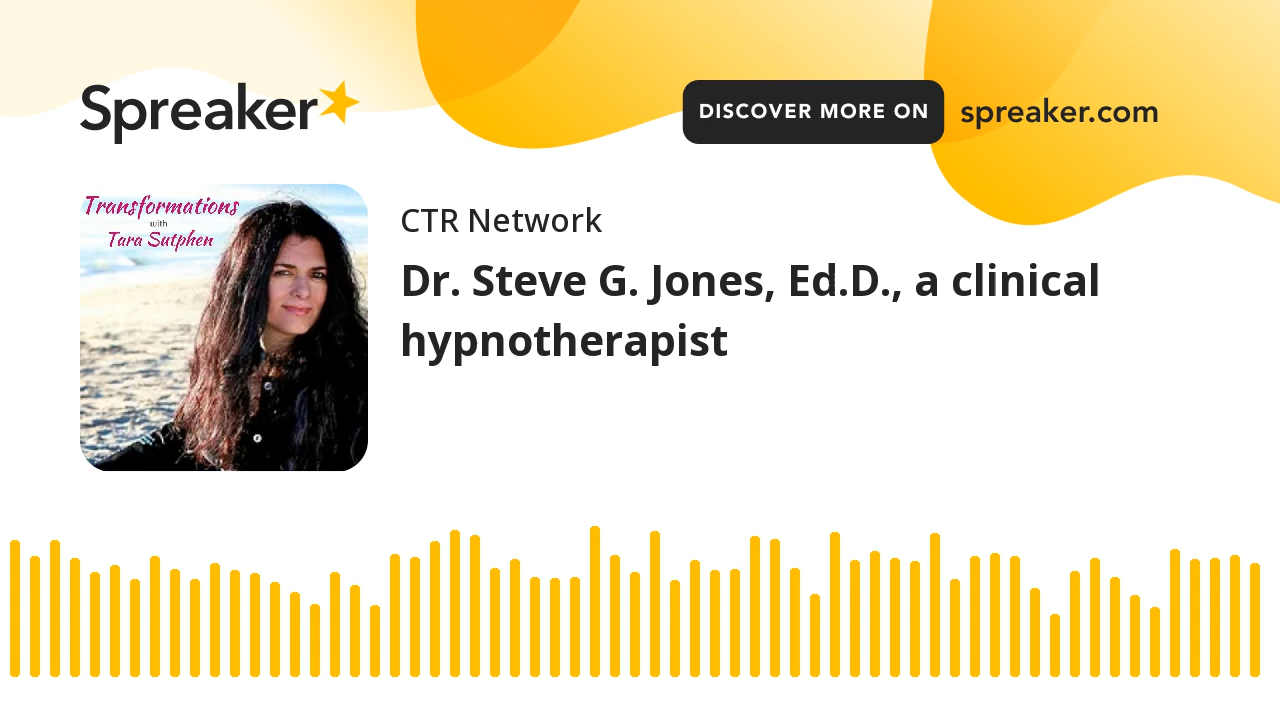 Spreaker
DISCOVER MORE ON
spreaker.com
Transformations
with
Tara Sutphen
CTR Network
Dr. Steve G. Jones, Ed.D., a clinical
hypnotherapist